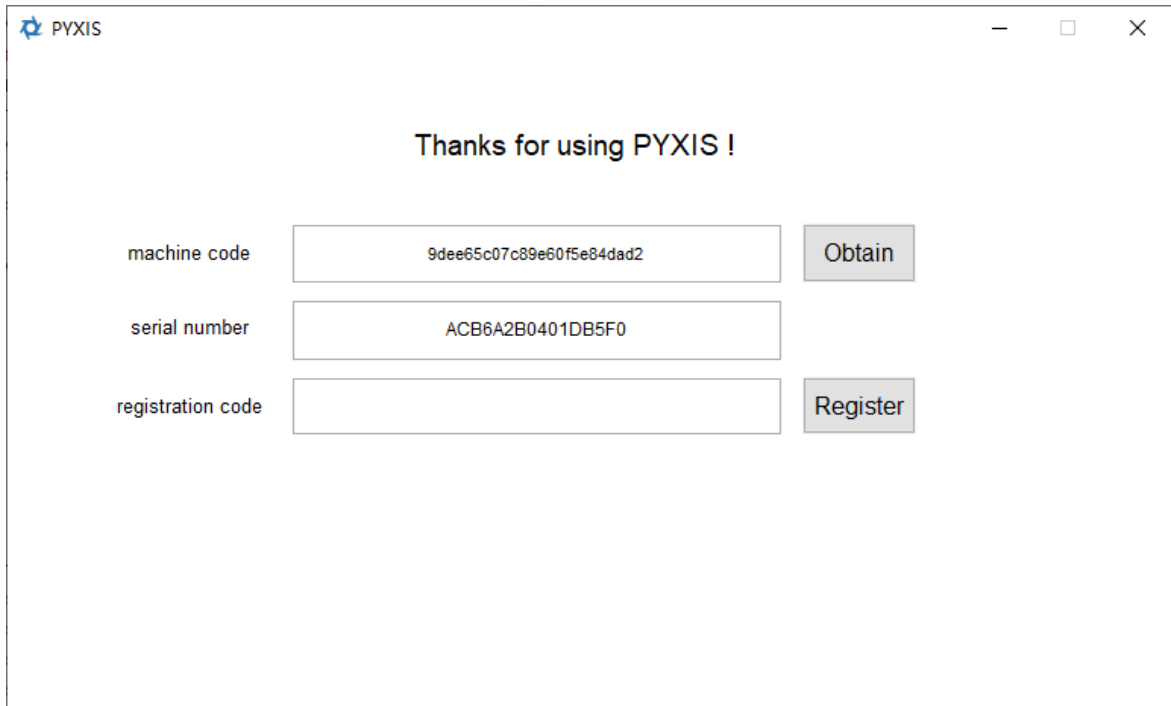 PYXIS
Thanks for using PYXIS !
machine code 9dee65c07c89e60f5e84dad2 Obtain
serial number ACB6A2B0401DB5F0
registration code Register